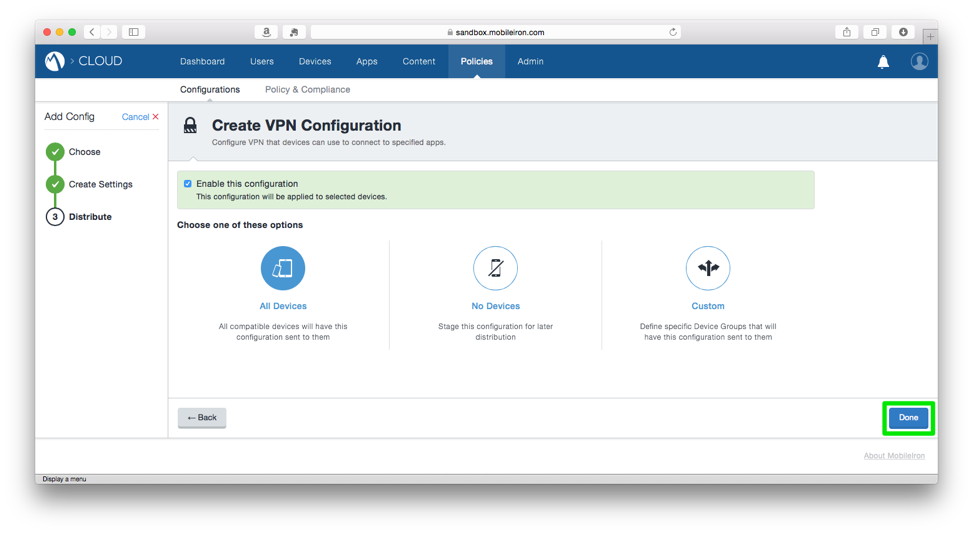 sandbox.mobileiron.com
> CLOUD
Dashboard
Users
Devices
Apps
Content
Policies
Admin
Configurations
Policy & Compliance
Add Config
Cancel ×
Choose
Create Settings
3 Distribute
Create VPN Configuration
Configure VPN that devices can use to connect to specified apps.
Enable this configuration
This configuration will be applied to selected devices.
Choose one of these options
All Devices
All compatible devices will have this
configuration sent to them
No Devices
Stage this configuration for later
distribution
Custom
Define specific Device Groups that will
have this configuration sent to them
← Back
Done
About MobileIron
Display a menu